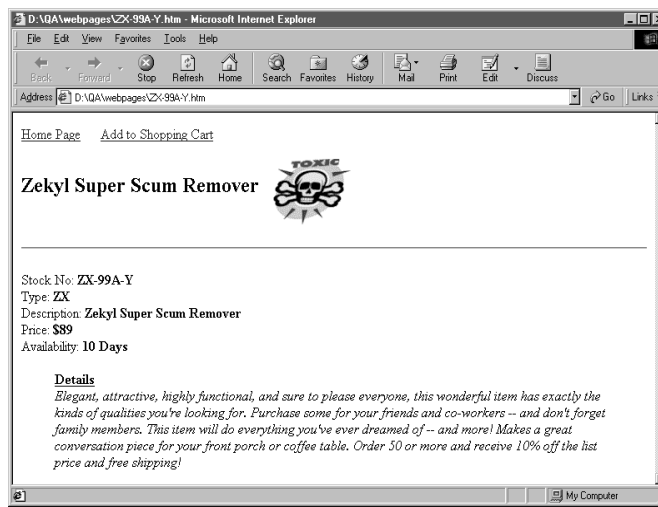 D:\QA\webpages\ZX-99A-Y.htm - Microsoft Internet Explorer
File Edit View Favorites Tools Help
Back Forward Stop Refresh Home Search Favorites History Mail Print Edit Discuss
Address D:\QA\webpages\ZX-99A-Y.htm Go Links
Home Page Add to Shopping Cart
TOXIC
Zekyl Super Scum Remover
Stock No: ZX-99A-Y
Type: ZX
Description: Zekyl Super Scum Remover
Price: $89
Availability: 10 Days
Details
Elegant, attractive, highly functional, and sure to please everyone, this wonderful item has exactly the
kinds of qualities you're looking for. Purchase some for your friends and co-workers -- and don't forget
family members. This item will do everything you've ever dreamed of -- and more! Makes a great
conversation piece for your front porch or coffee table. Order 50 or more and receive 10% off the list
price and free shipping!
My Computer